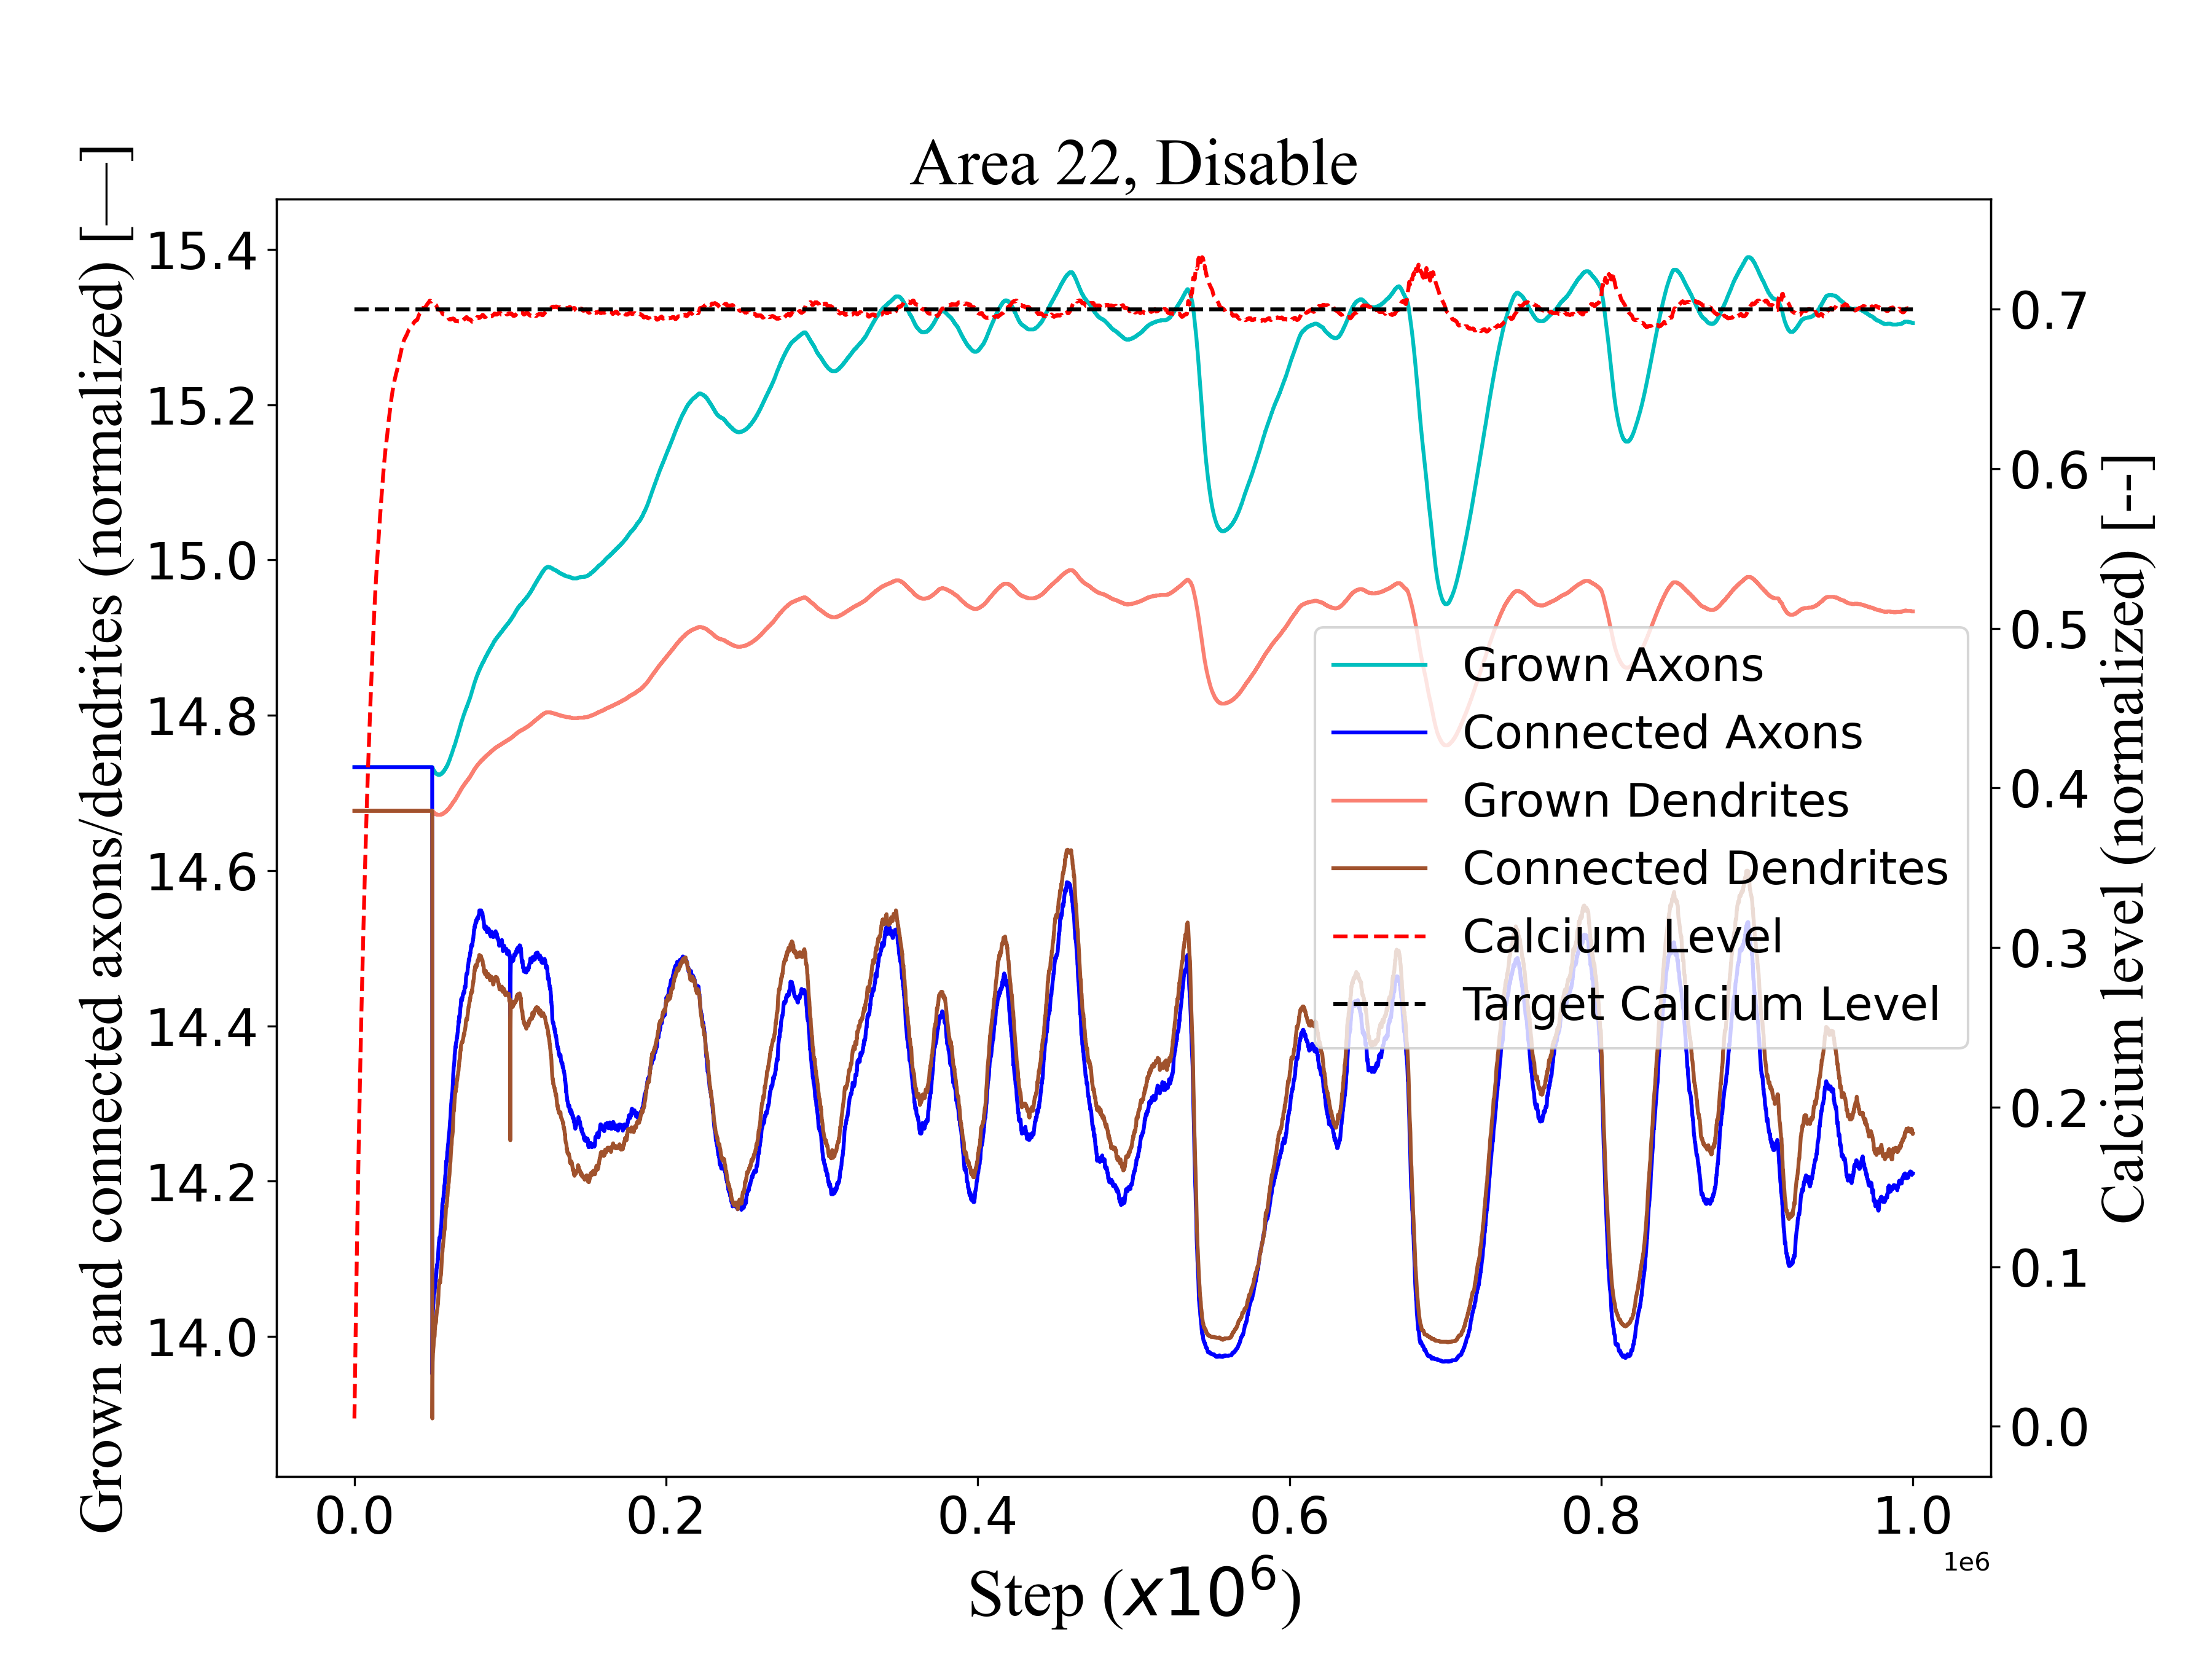 Area 22, Disable
Grown and connected axons/dendrites (normalized) [—]
15.4
15.2
15.0
14.8
14.6
14.4
14.2
14.0
0.7
0.6
0.5
0.4
0.3
0.2
0.1
0.0
Calcium level (normalized) [--]
Grown Axons
Connected Axons
Grown Dendrites
Connected Dendrites
Calcium Level
Target Calcium Level
0.0 0.2 0.4 0.6 0.8 1.0
1e6
Step (x10⁶)